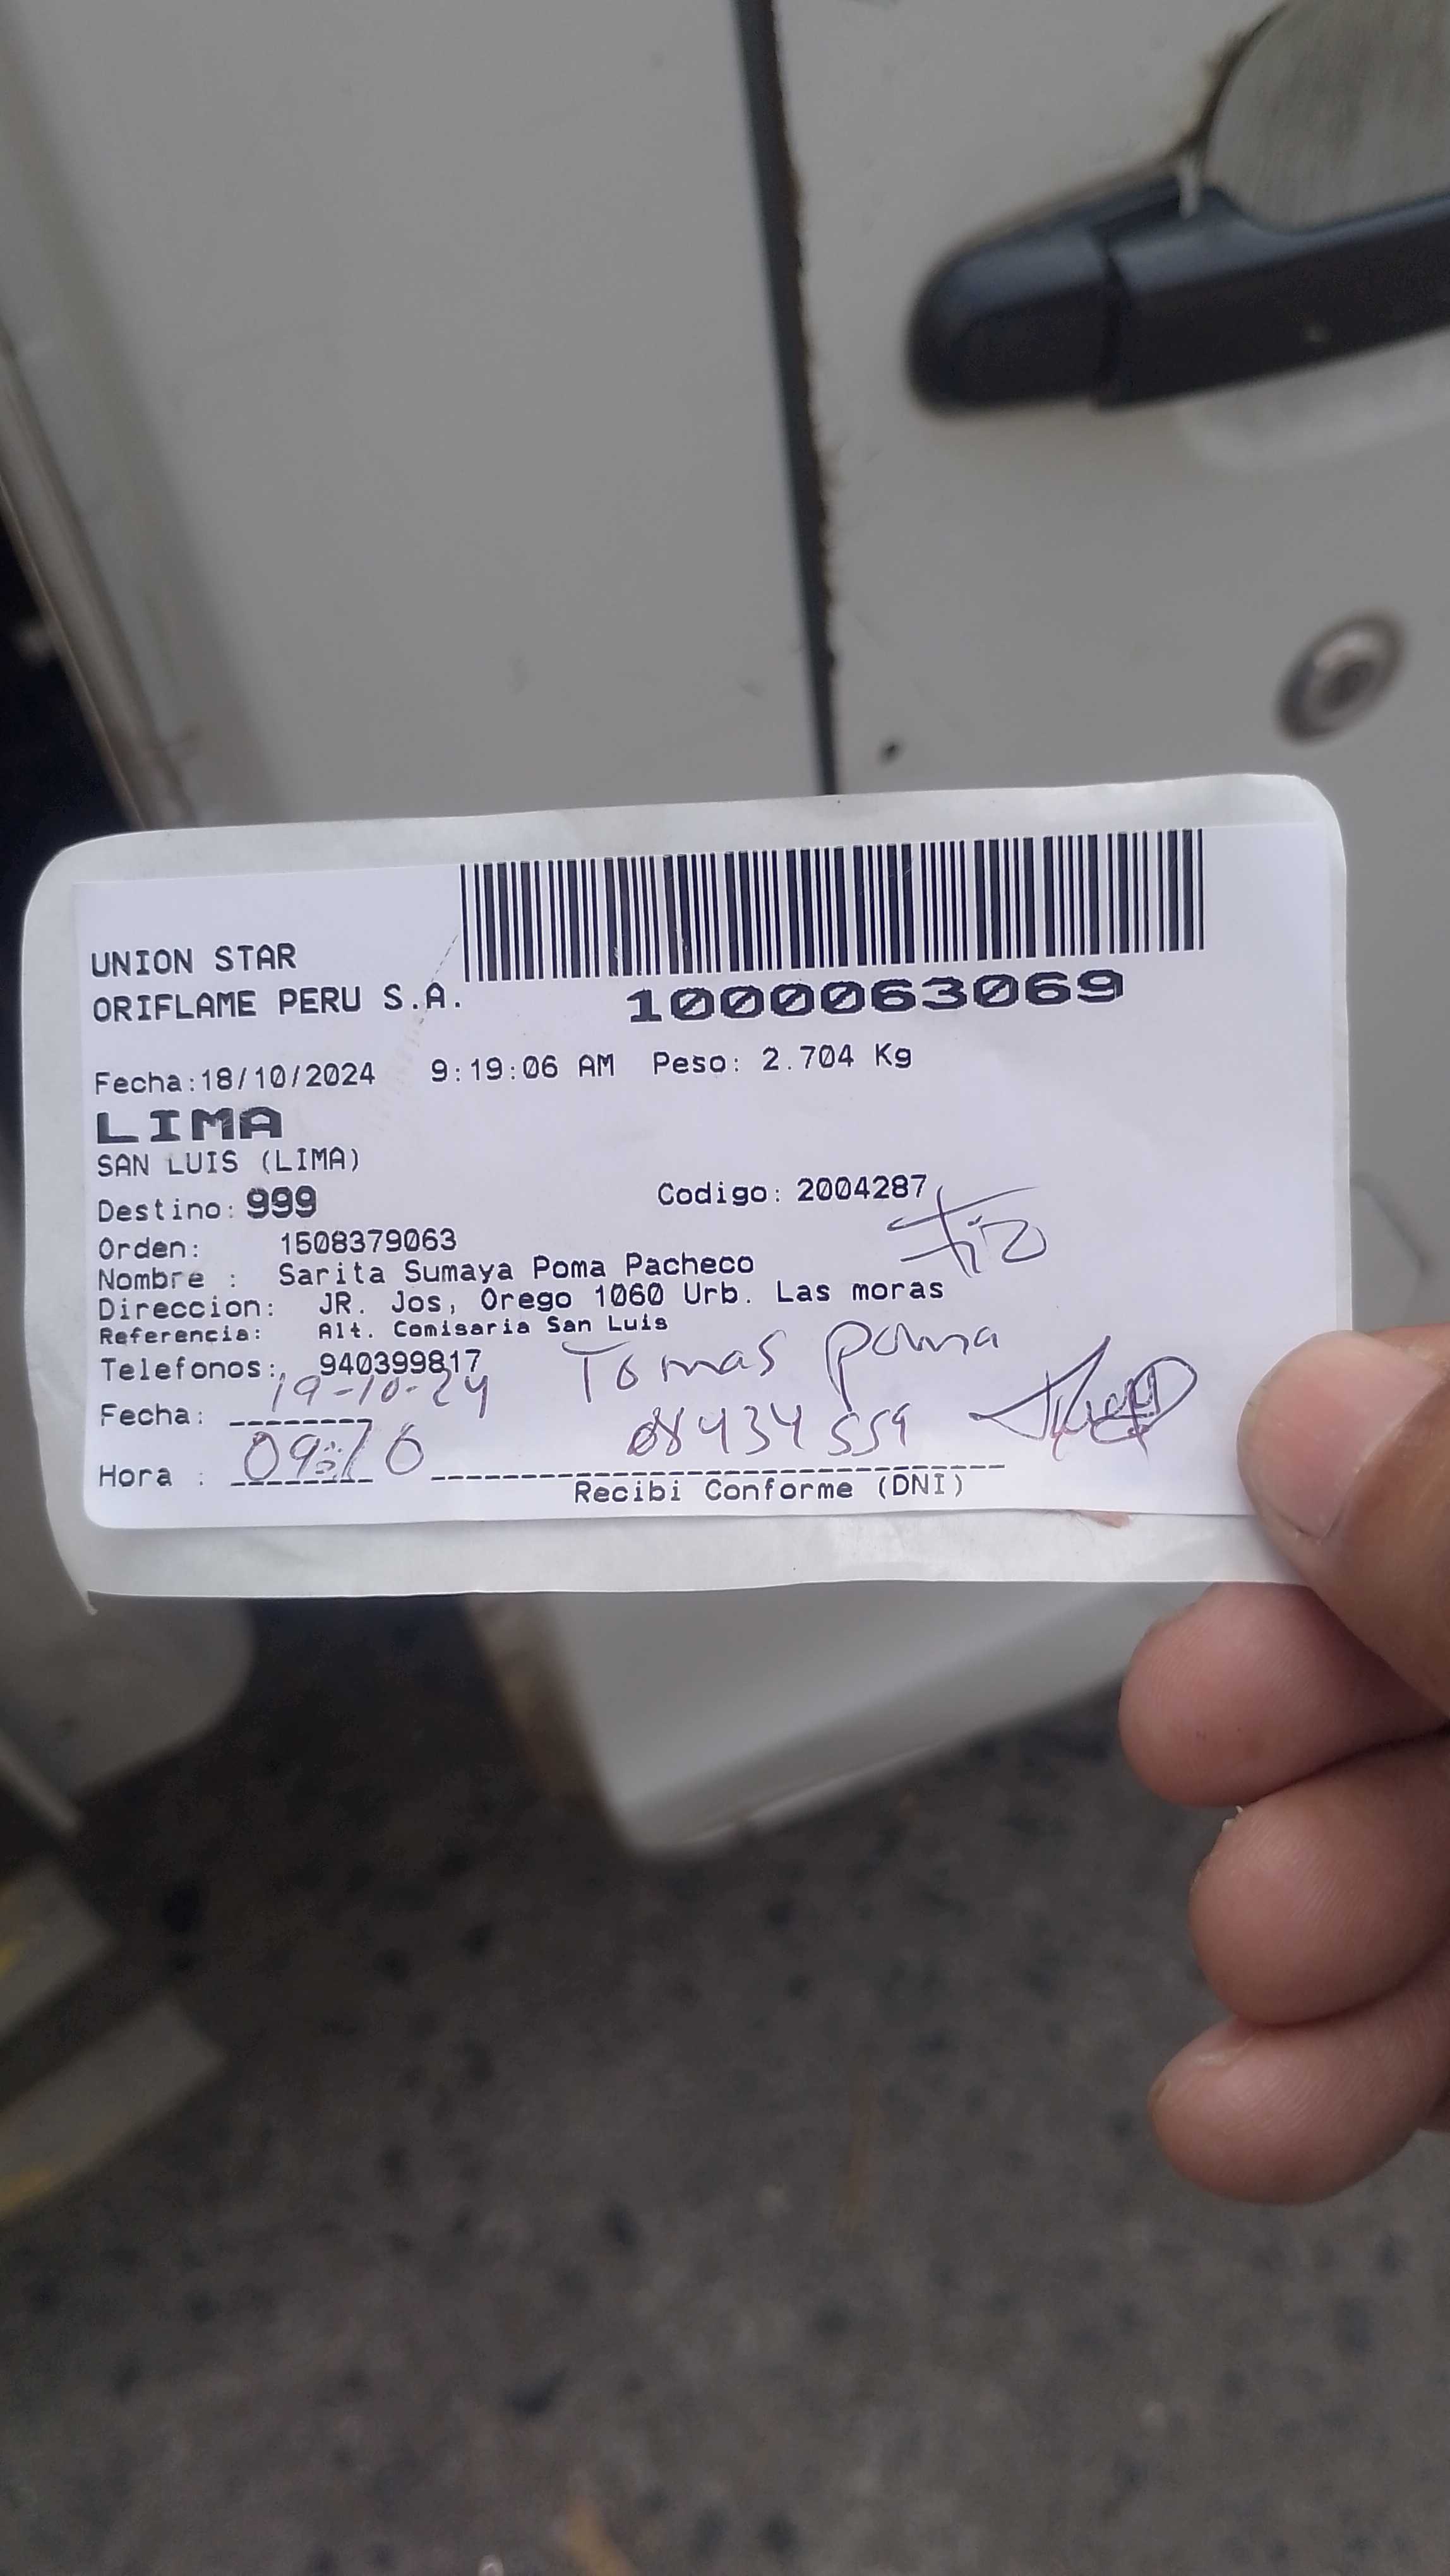 UNION STAR
ORIFLAME PERU S.A.
1000063069
Fecha:18/10/2024 9:19:06 AM Peso: 2.704 Kg
LIMA
SAN LUIS (LIMA)
Destino: 999 Codigo: 2004287
Orden: 1508379063
Nombre : Sarita Sumaya Poma Pacheco
Direccion: JR. Jos, Orego 1060 Urb. Las moras
Referencia: Alt. Comisaria San Luis
Telefonos:, 940399817
Tomas poma
Fecha: 19-10-24
Hora :
Recibi Conforme (DNI)